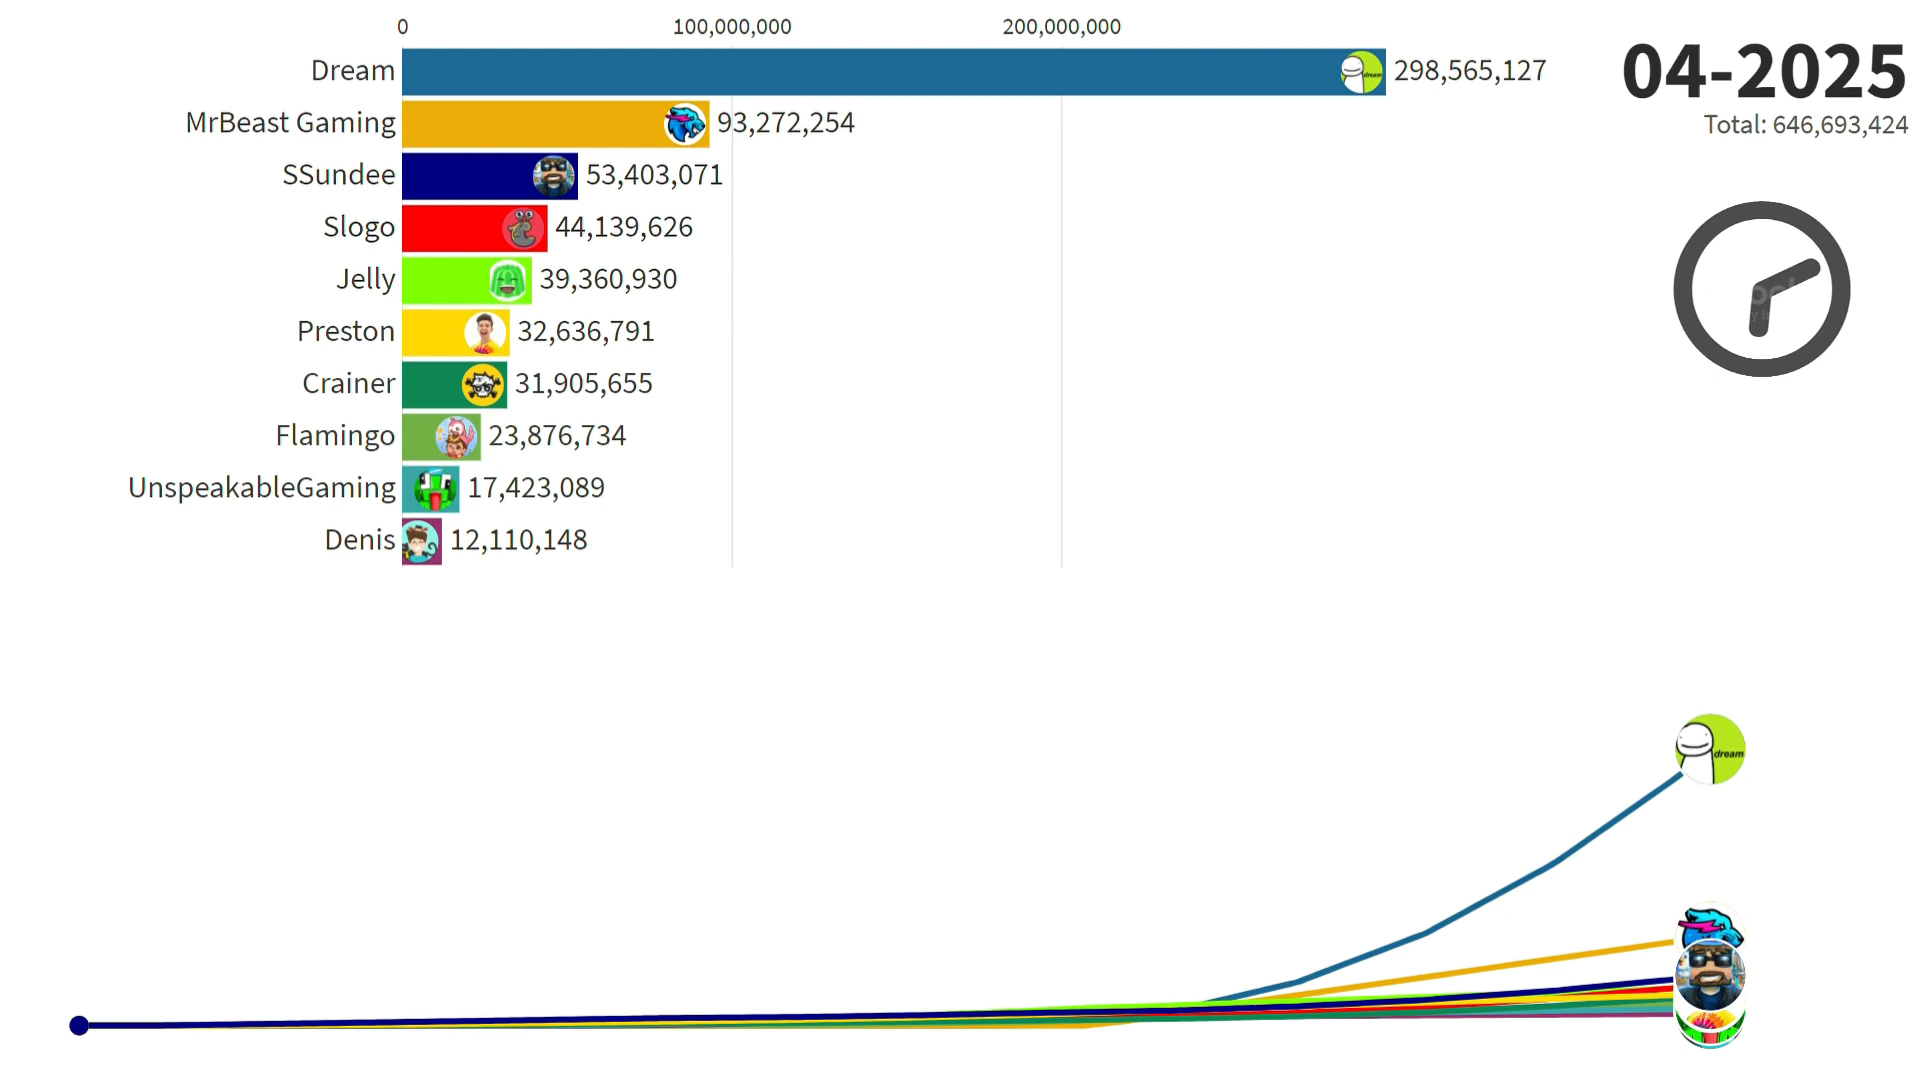 0 100,000,000 200,000,000
04-2025
Total: 646,693,424
Dream 298,565,127
MrBeast Gaming 93,272,254
SSundee 53,403,071
Slogo 44,139,626
Jelly 39,360,930
Preston 32,636,791
Crainer 31,905,655
Flamingo 23,876,734
UnspeakableGaming 17,423,089
Denis 12,110,148
dream
dream